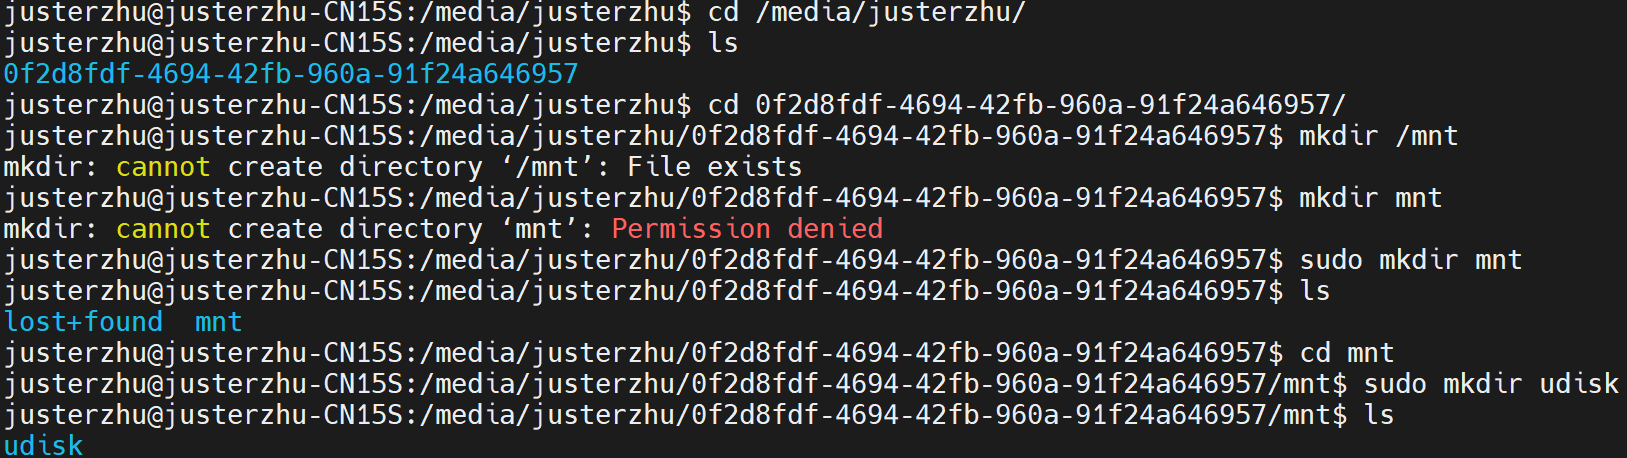 justerzhu@justerzhu-CN15S:/media/justerzhu$ cd /media/justerzhu/
justerzhu@justerzhu-CN15S:/media/justerzhu$ ls
0f2d8fdf-4694-42fb-960a-91f24a646957
justerzhu@justerzhu-CN15S:/media/justerzhu$ cd 0f2d8fdf-4694-42fb-960a-91f24a646957/
justerzhu@justerzhu-CN15S:/media/justerzhu/0f2d8fdf-4694-42fb-960a-91f24a646957$ mkdir /mnt
mkdir: cannot create directory ‘/mnt’: File exists
justerzhu@justerzhu-CN15S:/media/justerzhu/0f2d8fdf-4694-42fb-960a-91f24a646957$ mkdir mnt
mkdir: cannot create directory ‘mnt’: Permission denied
justerzhu@justerzhu-CN15S:/media/justerzhu/0f2d8fdf-4694-42fb-960a-91f24a646957$ sudo mkdir mnt
justerzhu@justerzhu-CN15S:/media/justerzhu/0f2d8fdf-4694-42fb-960a-91f24a646957$ ls
lost+found  mnt
justerzhu@justerzhu-CN15S:/media/justerzhu/0f2d8fdf-4694-42fb-960a-91f24a646957$ cd mnt
justerzhu@justerzhu-CN15S:/media/justerzhu/0f2d8fdf-4694-42fb-960a-91f24a646957/mnt$ sudo mkdir udisk
justerzhu@justerzhu-CN15S:/media/justerzhu/0f2d8fdf-4694-42fb-960a-91f24a646957/mnt$ ls
udisk